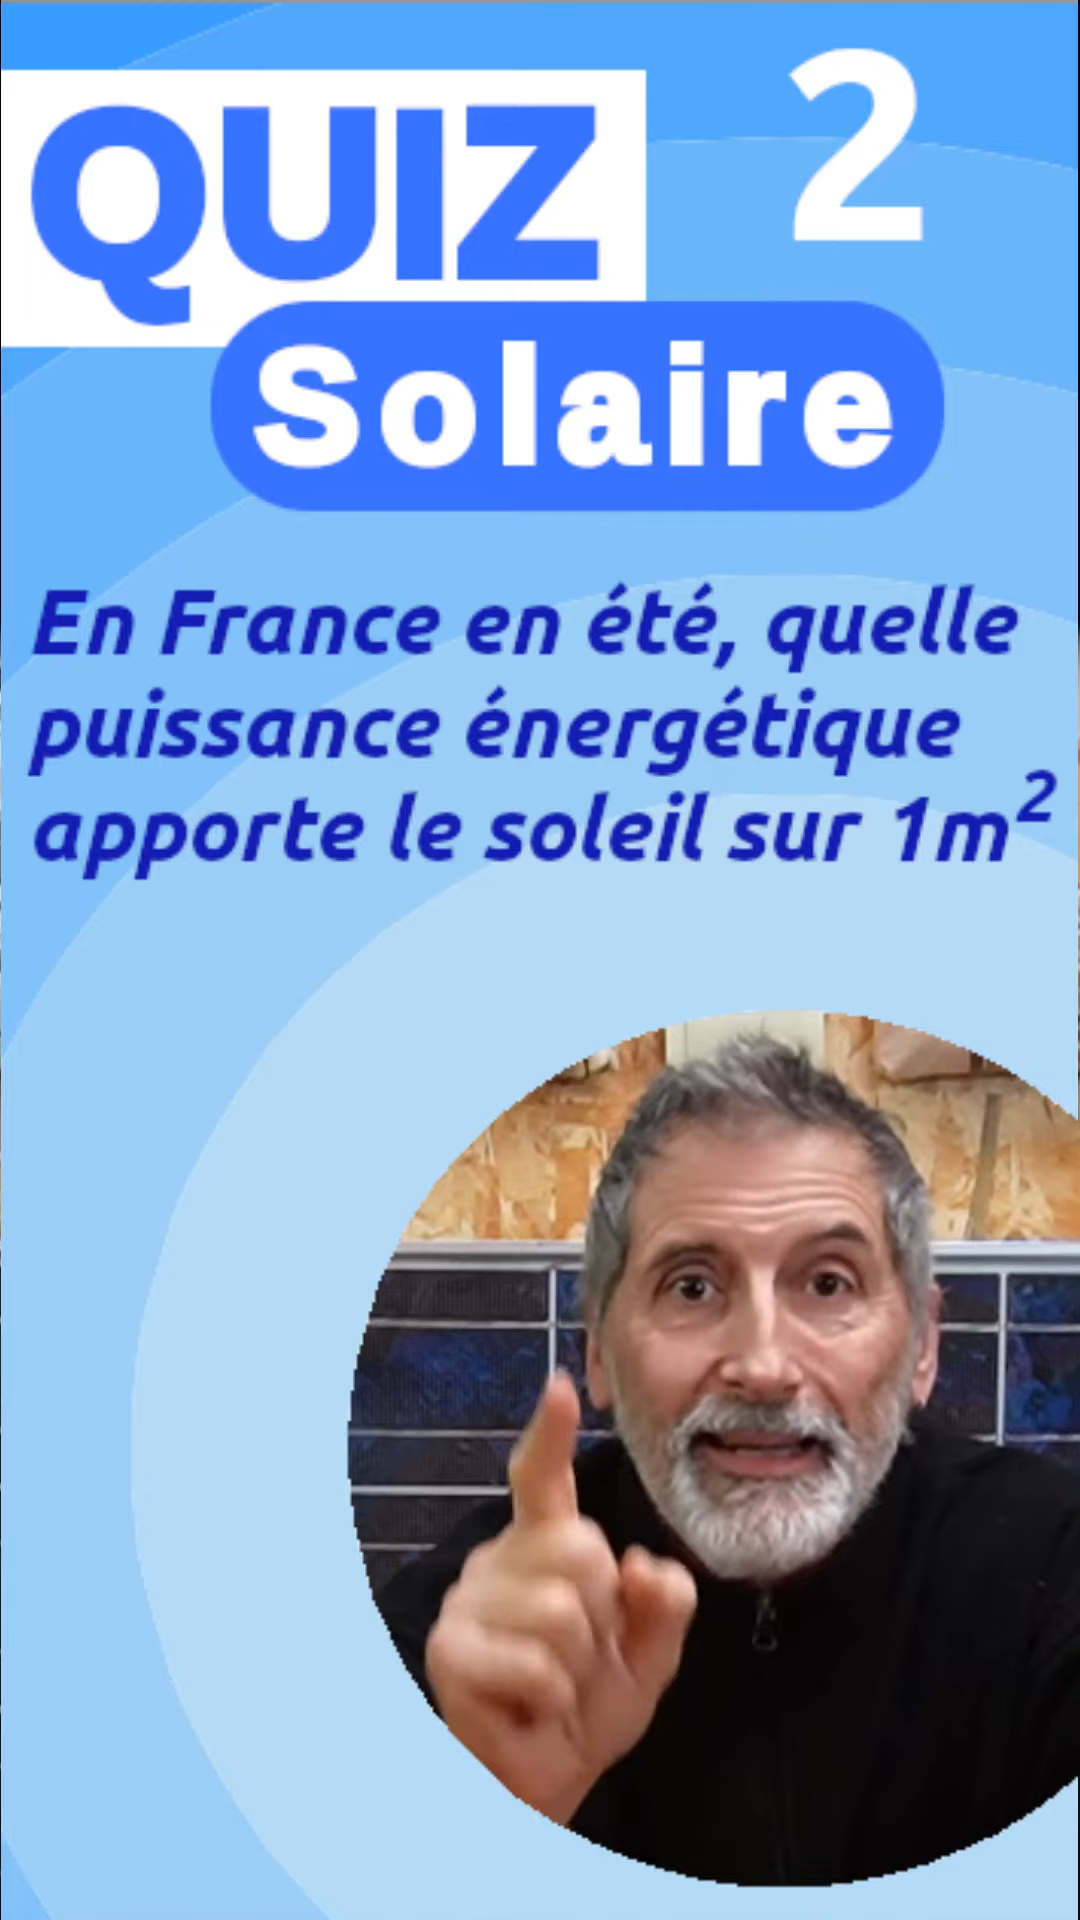 QUIZ 2
Solaire
En France en été, quelle
puissance énergétique
apporte le soleil sur 1m²